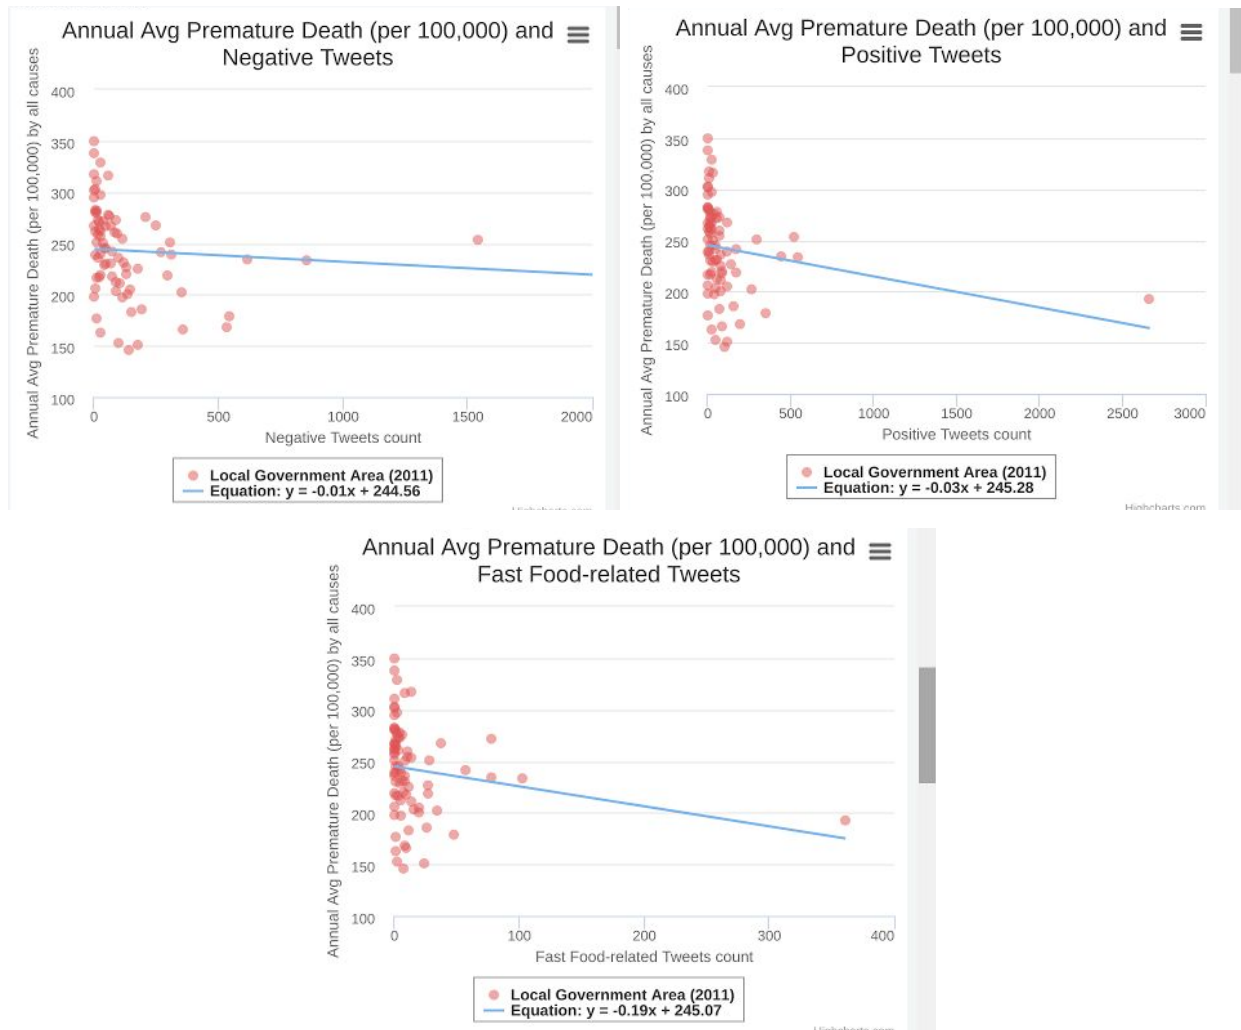 Annual Avg Premature Death (per 100,000) and
Negative Tweets
Annual Avg Premature Death (per 100,000) by all causes
400
350
300
250
200
150
100
0 500 1000 1500 2000
Negative Tweets count
Local Government Area (2011)
Equation: y = -0.01x + 244.56
Annual Avg Premature Death (per 100,000) and
Positive Tweets
Annual Avg Premature Death (per 100,000) by all causes
400
350
300
250
200
150
100
0 500 1000 1500 2000 2500 3000
Positive Tweets count
Local Government Area (2011)
Equation: y = -0.03x + 245.28
Highcharts.com
Annual Avg Premature Death (per 100,000) and
Fast Food-related Tweets
Annual Avg Premature Death (per 100,000) by all causes
400
350
300
250
200
150
100
0 100 200 300 400
Fast Food-related Tweets count
Local Government Area (2011)
Equation: y = -0.19x + 245.07